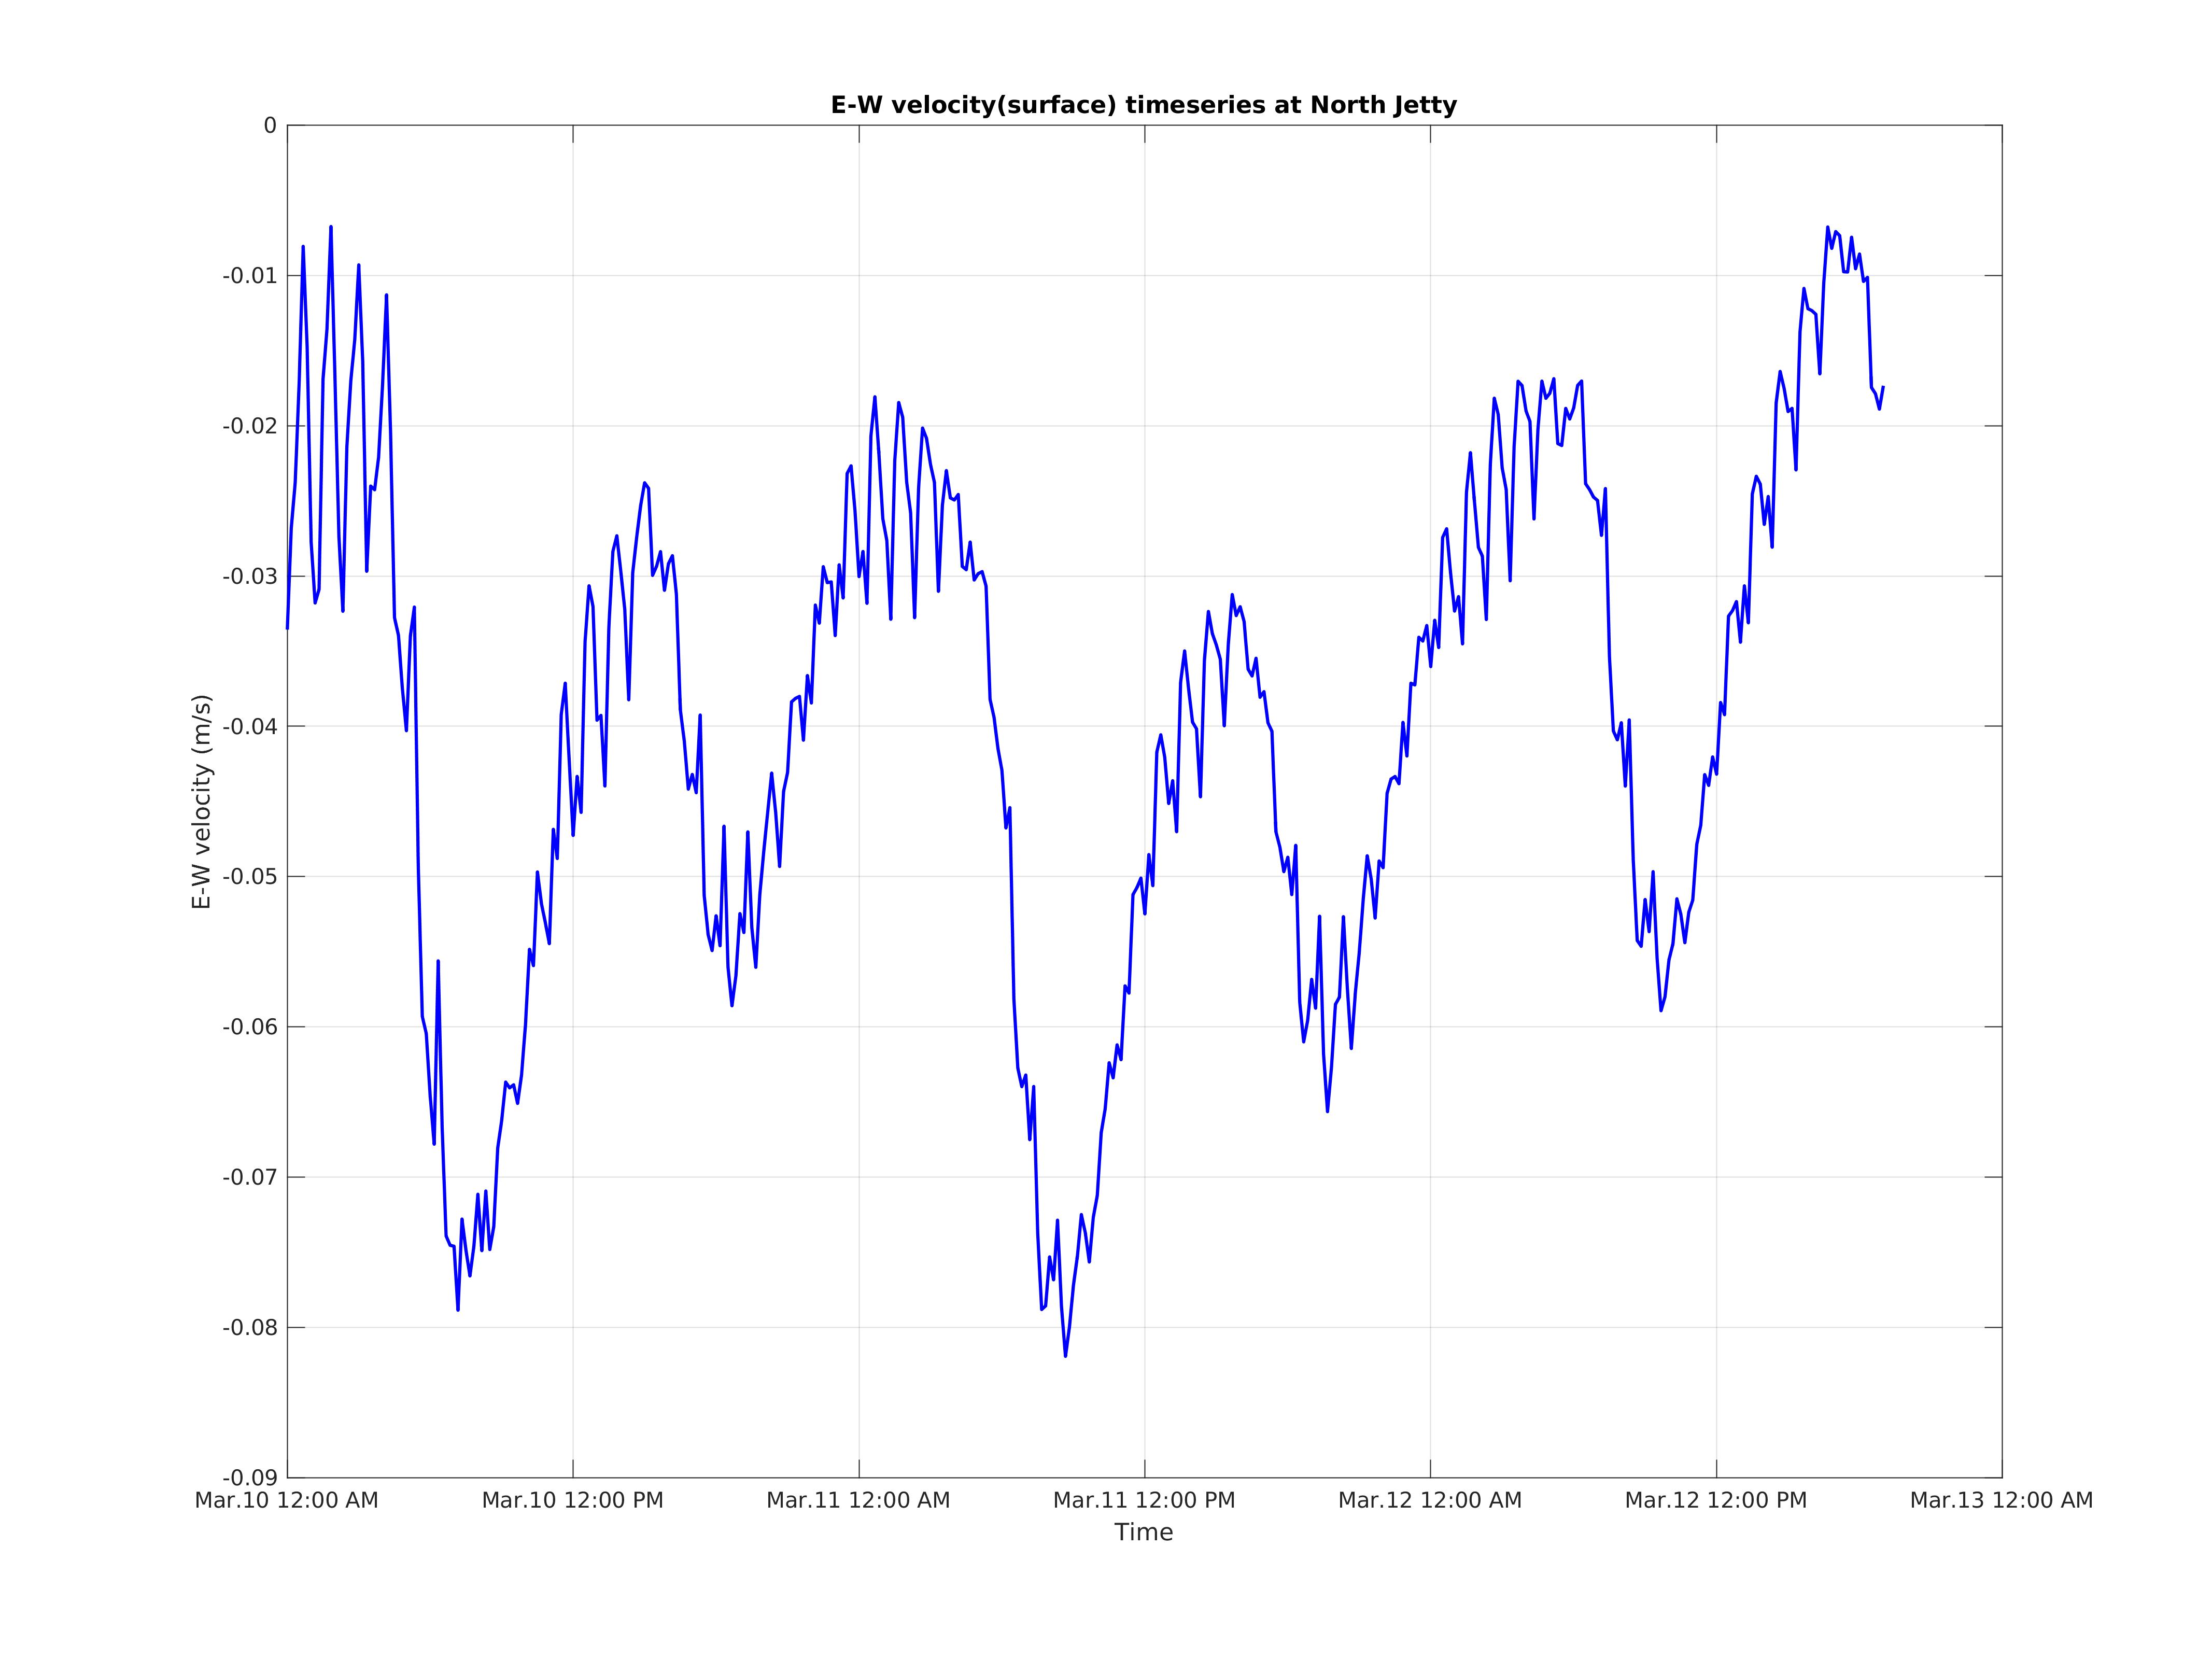 E-W velocity(surface) timeseries at North Jetty
0
-0.01
-0.02
-0.03
-0.04
-0.05
-0.06
-0.07
-0.08
-0.09
E-W velocity (m/s)
Mar.10 12:00 AM Mar.10 12:00 PM Mar.11 12:00 AM Mar.11 12:00 PM Mar.12 12:00 AM Mar.12 12:00 PM Mar.13 12:00 AM
Time